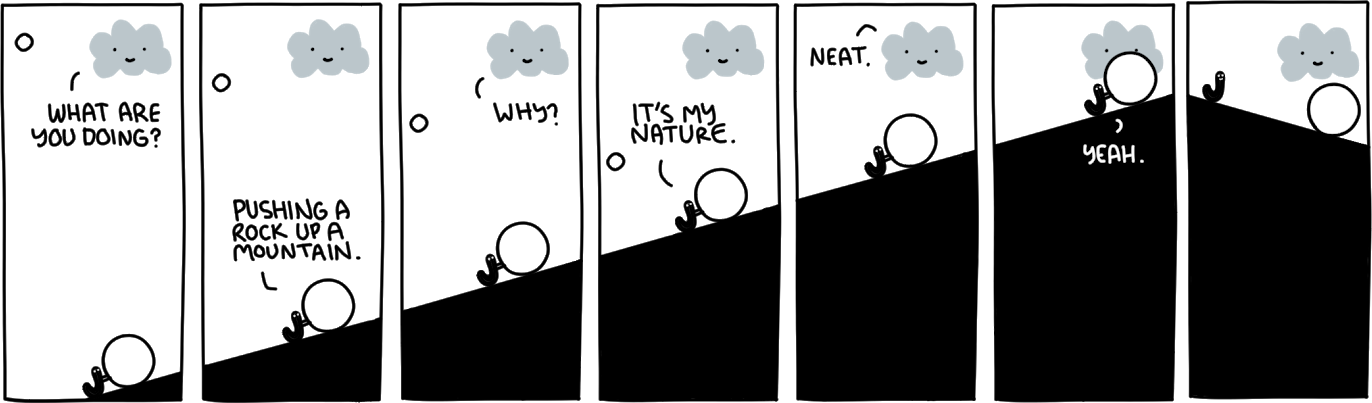 WHAT ARE
YOU DOING?
PUSHING A
ROCK UP A
MOUNTAIN.
WHY?
IT'S MY
NATURE.
NEAT.
YEAH.